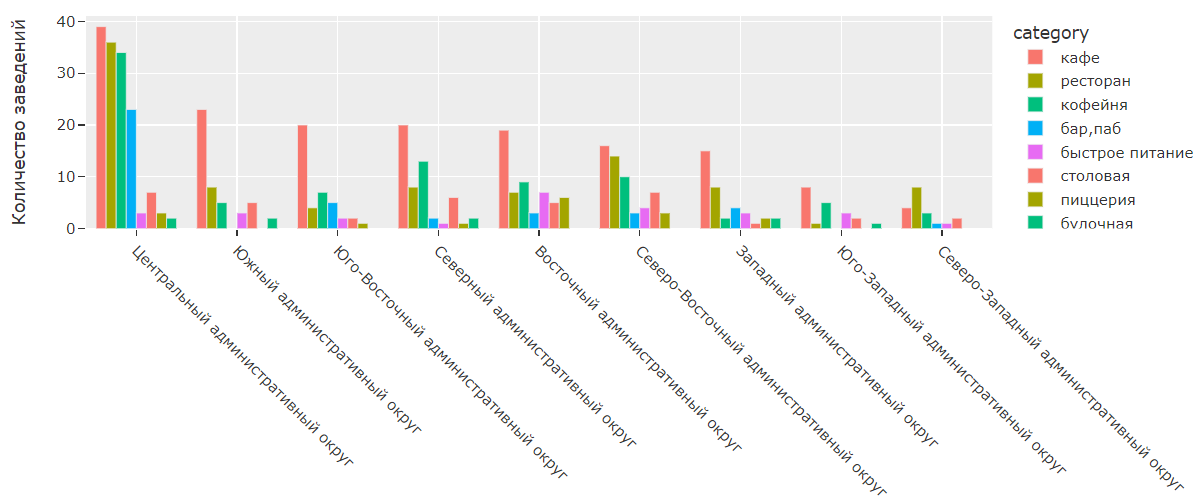 Количество заведений
40
30
20
10
0
Центральный административный округ
Южный административный округ
Юго-Восточный административный округ
Северный административный округ
Восточный административный округ
Северо-Восточный административный округ
Западный административный округ
Юго-Западный административный округ
Северо-Западный административный округ
category
кафе
ресторан
кофейня
бар,паб
быстрое питание
столовая
пиццерия
булочная